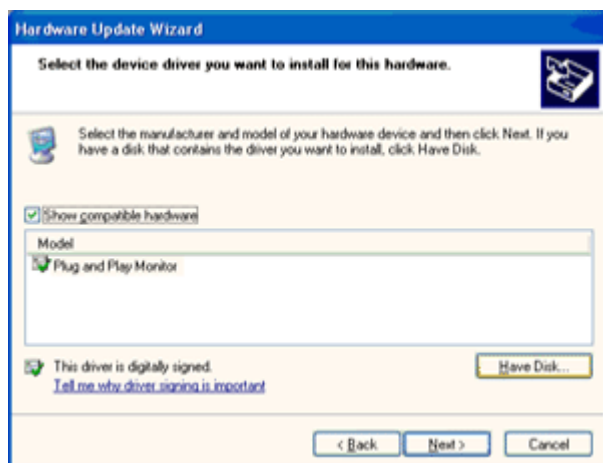 Hardware Update Wizard
Select the device driver you want to install for this hardware.
Select the manufacturer and model of your hardware device and then click Next. If you
have a disk that contains the driver you want to install, click Have Disk.
Show compatible hardware
Model
Plug and Play Monitor
This driver is digitally signed.
Have Disk...
Tell me why driver signing is important
< Back
Next >
Cancel